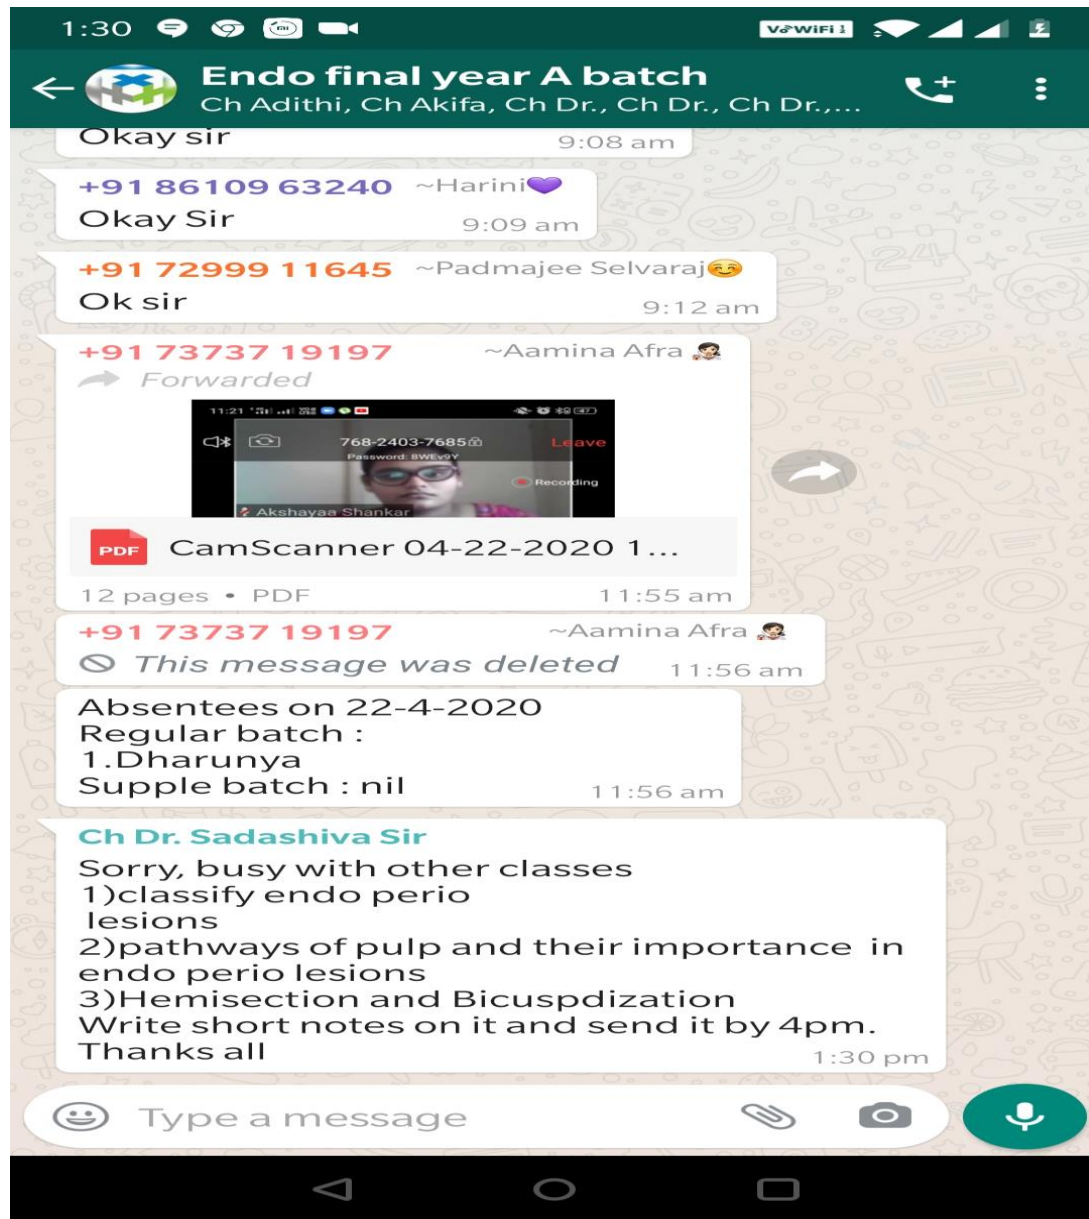 1:30
VoWiFi 1
Endo final year A batch
Ch Adithi, Ch Akifa, Ch Dr., Ch Dr., Ch Dr.,...
Okay sir
9:08 am
+91 86109 63240 ~Harini💜
Okay Sir 9:09 am
+91 72999 11645 ~Padmajee Selvaraj☺️
Ok sir 9:12 am
+91 73737 19197 ~Aamina Afra
Forwarded
11:21
768-2403-7685 Leave
Password: 8WEv9Y
Recording
Akshayaa Shankar
PDF CamScanner 04-22-2020 1...
12 pages • PDF 11:55 am
+91 73737 19197 ~Aamina Afra
This message was deleted 11:56 am
Absentees on 22-4-2020
Regular batch :
1.Dharunya
Supple batch : nil 11:56 am
Ch Dr. Sadashiva Sir
Sorry, busy with other classes
1)classify endo perio
lesions
2)pathways of pulp and their importance in
endo perio lesions
3)Hemisection and Bicuspdization
Write short notes on it and send it by 4pm.
Thanks all 1:30 pm
Type a message